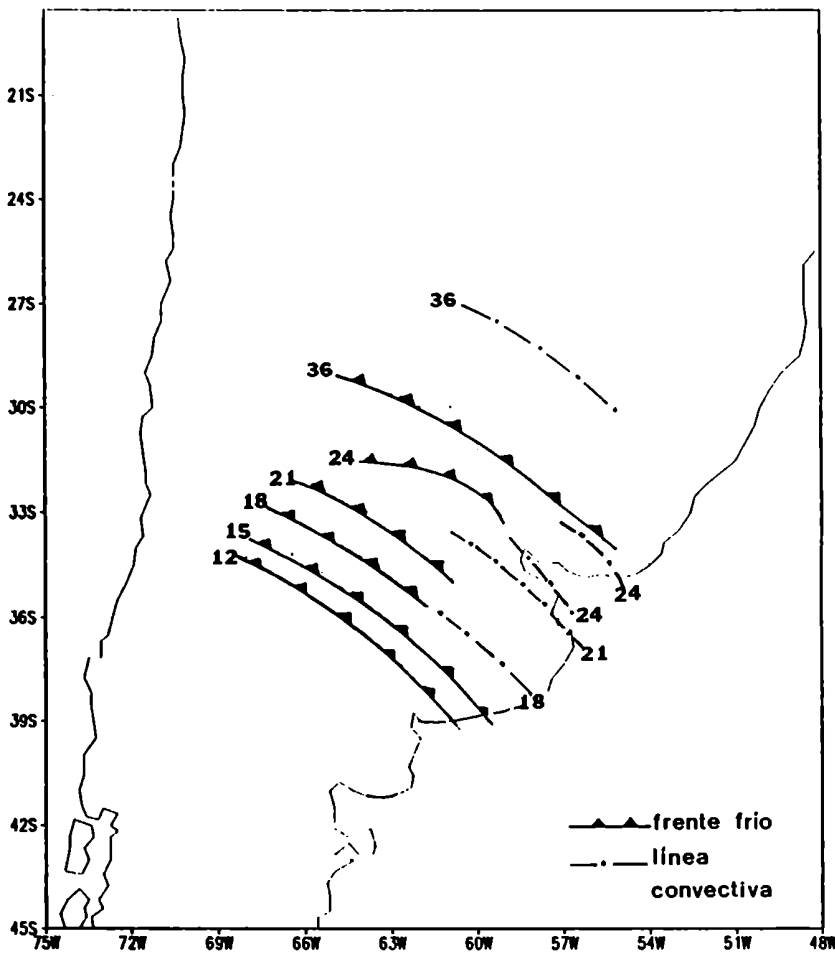 21S
24S
27S
30S
33S
36S
39S
42S
45S
36
36
24
21
18
15
12
24
24
21
18
frente frio
línea
convectiva
75W 72W 69W 66W 63W 60W 57W 54W 51W 48W